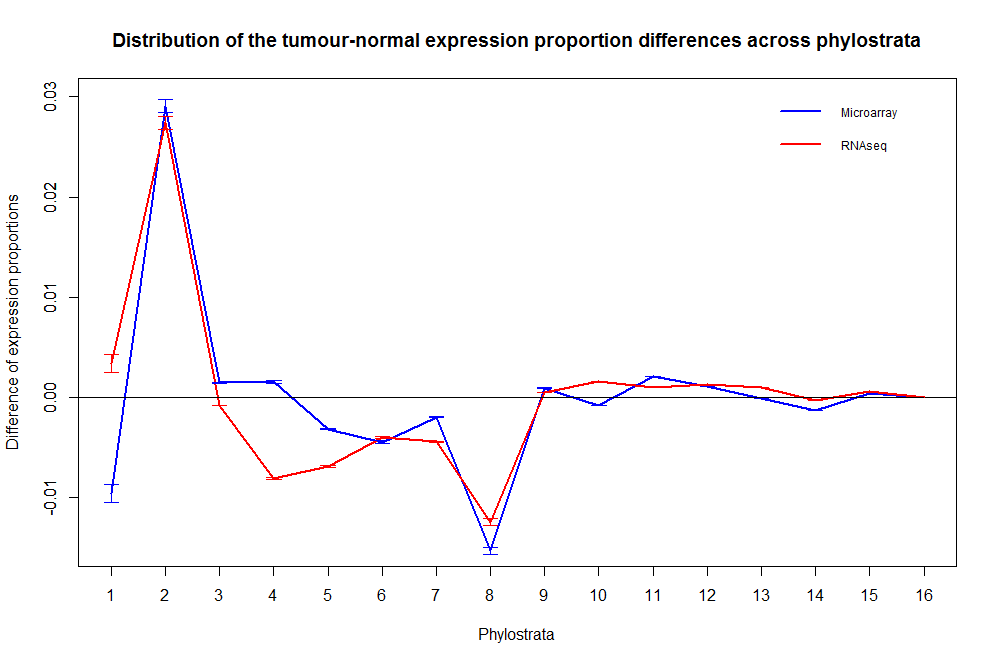 Distribution of the tumour-normal expression proportion differences across phylostrata
Microarray
RNAseq
Difference of expression proportions
0.03
0.02
0.01
0.00
-0.01
1 2 3 4 5 6 7 8 9 10 11 12 13 14 15 16
Phylostrata